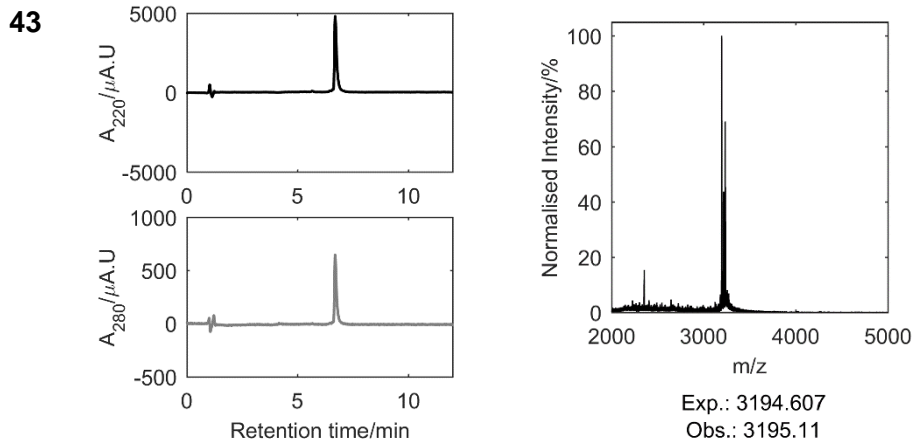 43
A220/μA.U
5000
0
-5000
0 5 10
A280/μA.U
1000
500
0
-500
0 5 10
Retention time/min
Normalised Intensity/%
100
80
60
40
20
0
2000 3000 4000 5000
m/z
Exp.: 3194.607
Obs.: 3195.11